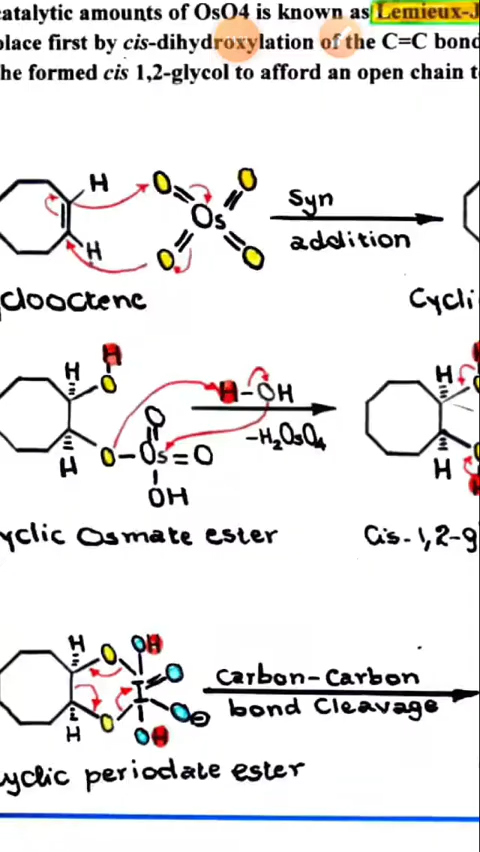 catalytic amounts of OsO4 is known as Lemieux-J
place first by cis-dihydroxylation of the C=C bond
he formed cis 1,2-glycol to afford an open chain t
H
O O
Os
O O
H
Syn
addition
clooctene
Cycli
H
H
O
H
O-Os=O
O
OH
H-OH
-H2OsO4
H
H
yclic Osmate ester
Cis-1,2-g
H
O
OH
I
O
O⊖
O
OH
H
Carbon-Carbon
bond Cleavage
yclic periodate ester